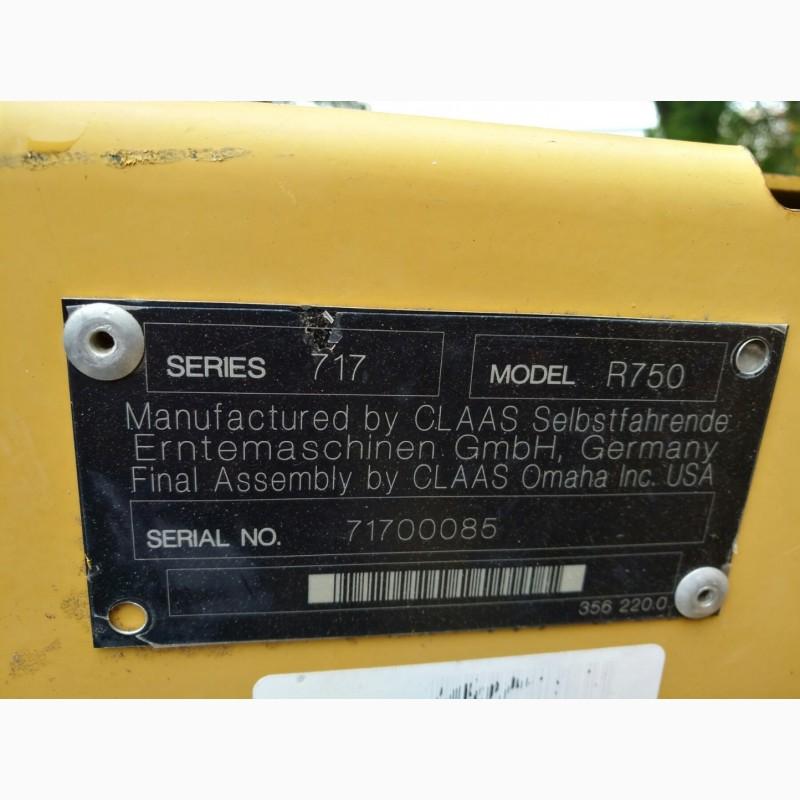 SERIES 717 MODEL R750
Manufactured by CLAAS Selbstfahrende
Erntemaschinen GmbH, Germany
Final Assembly by CLAAS Omaha Inc. USA
SERIAL NO. 71700085
356 220.0